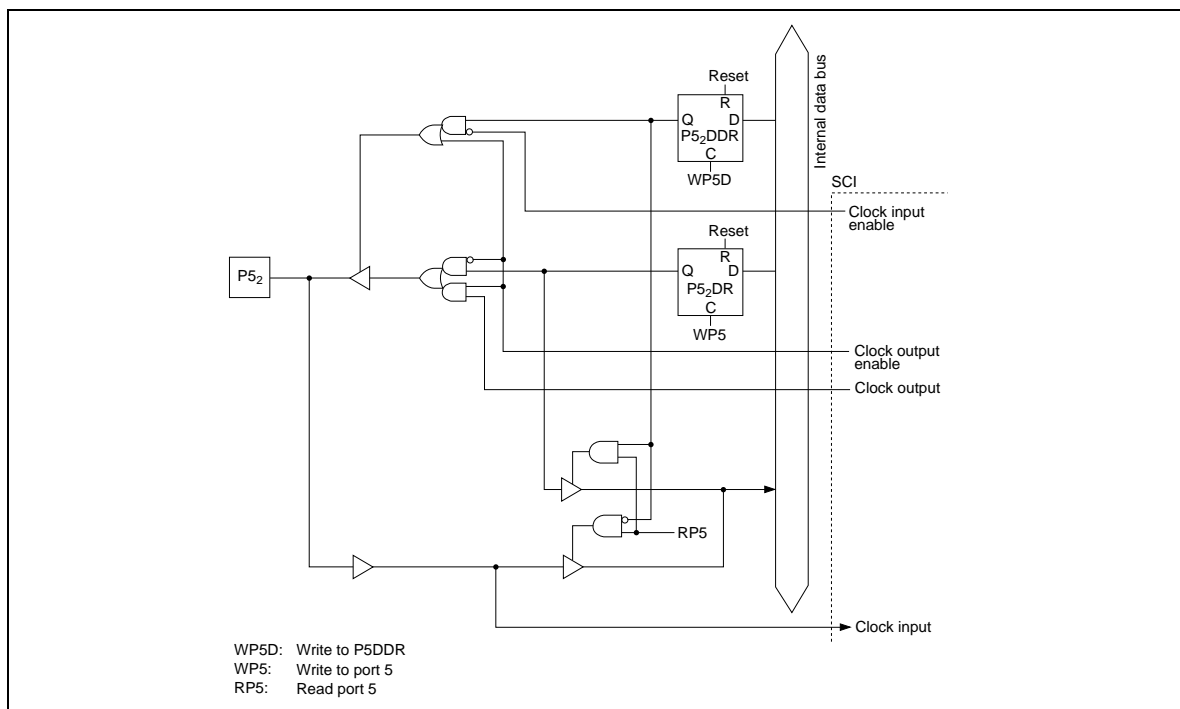 Reset
R
Q D
P5₂DDR
C
WP5D
Internal data bus
SCI
Clock input
enable
Reset
R
Q D
P5₂DR
C
WP5
P5₂
Clock output
enable
Clock output
RP5
Clock input
WP5D: Write to P5DDR
WP5: Write to port 5
RP5: Read port 5